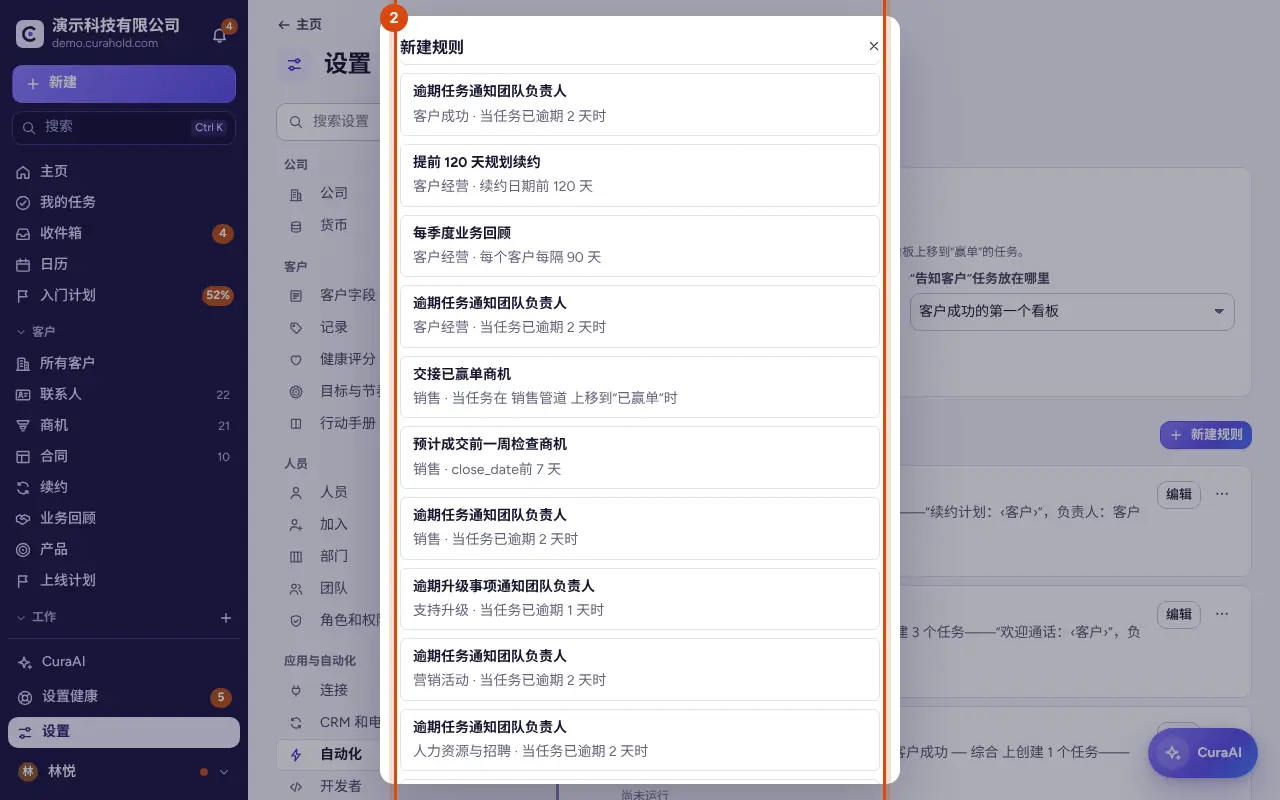 演示科技有限公司
demo.curahold.com
4
新建
搜索
Ctrl K
主页
我的任务
收件箱
4
日历
入门计划
52%
客户
所有客户
联系人
22
商机
21
合同
10
续约
业务回顾
产品
上线计划
工作
CuraAI
设置健康
5
设置
林
林悦
主页
设置
搜索设置
公司
公司
货币
客户
客户字段
记录
健康评分
目标与节
行动手册
人员
人员
加入
部门
团队
角色和权
应用与自动化
连接
CRM 和电
自动化
开发者
2
新建规则
逾期任务通知团队负责人
客户成功 · 当任务已逾期 2 天时
提前 120 天规划续约
客户经营 · 续约日期前 120 天
每季度业务回顾
客户经营 · 每个客户每隔 90 天
逾期任务通知团队负责人
客户经营 · 当任务已逾期 2 天时
交接已赢单商机
销售 · 当任务在 销售管道 上移到"已赢单"时
预计成交前一周检查商机
销售 · close_date前 7 天
逾期任务通知团队负责人
销售 · 当任务已逾期 2 天时
逾期升级事项通知团队负责人
支持升级 · 当任务已逾期 1 天时
逾期任务通知团队负责人
营销活动 · 当任务已逾期 2 天时
逾期任务通知团队负责人
人力资源与招聘 · 当任务已逾期 2 天时
板上移到"赢单"的任务。
"告知客户"任务放在哪里
客户成功的第一个看板
新建规则
——"续约计划：‹客户›"，负责人：客户
编辑
建 3 个任务——"欢迎通话：‹客户›"，负
编辑
客户成功 — 综合 上创建 1 个任务——
CuraAI
尚未运行